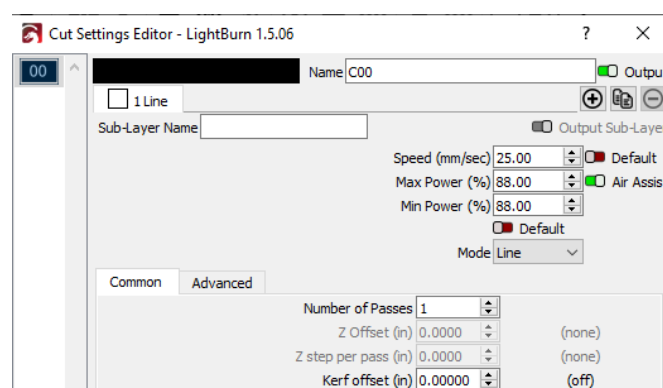 Cut Settings Editor - LightBurn 1.5.06 ? X
00 Name C00 Outpu
1 Line
Sub-Layer Name Output Sub-Laye
Speed (mm/sec) 25.00 Default
Max Power (%) 88.00 Air Assis
Min Power (%) 88.00
Default
Mode Line
Common Advanced
Number of Passes 1
Z Offset (in) 0.0000 (none)
Z step per pass (in) 0.0000 (none)
Kerf offset (in) 0.00000 (off)